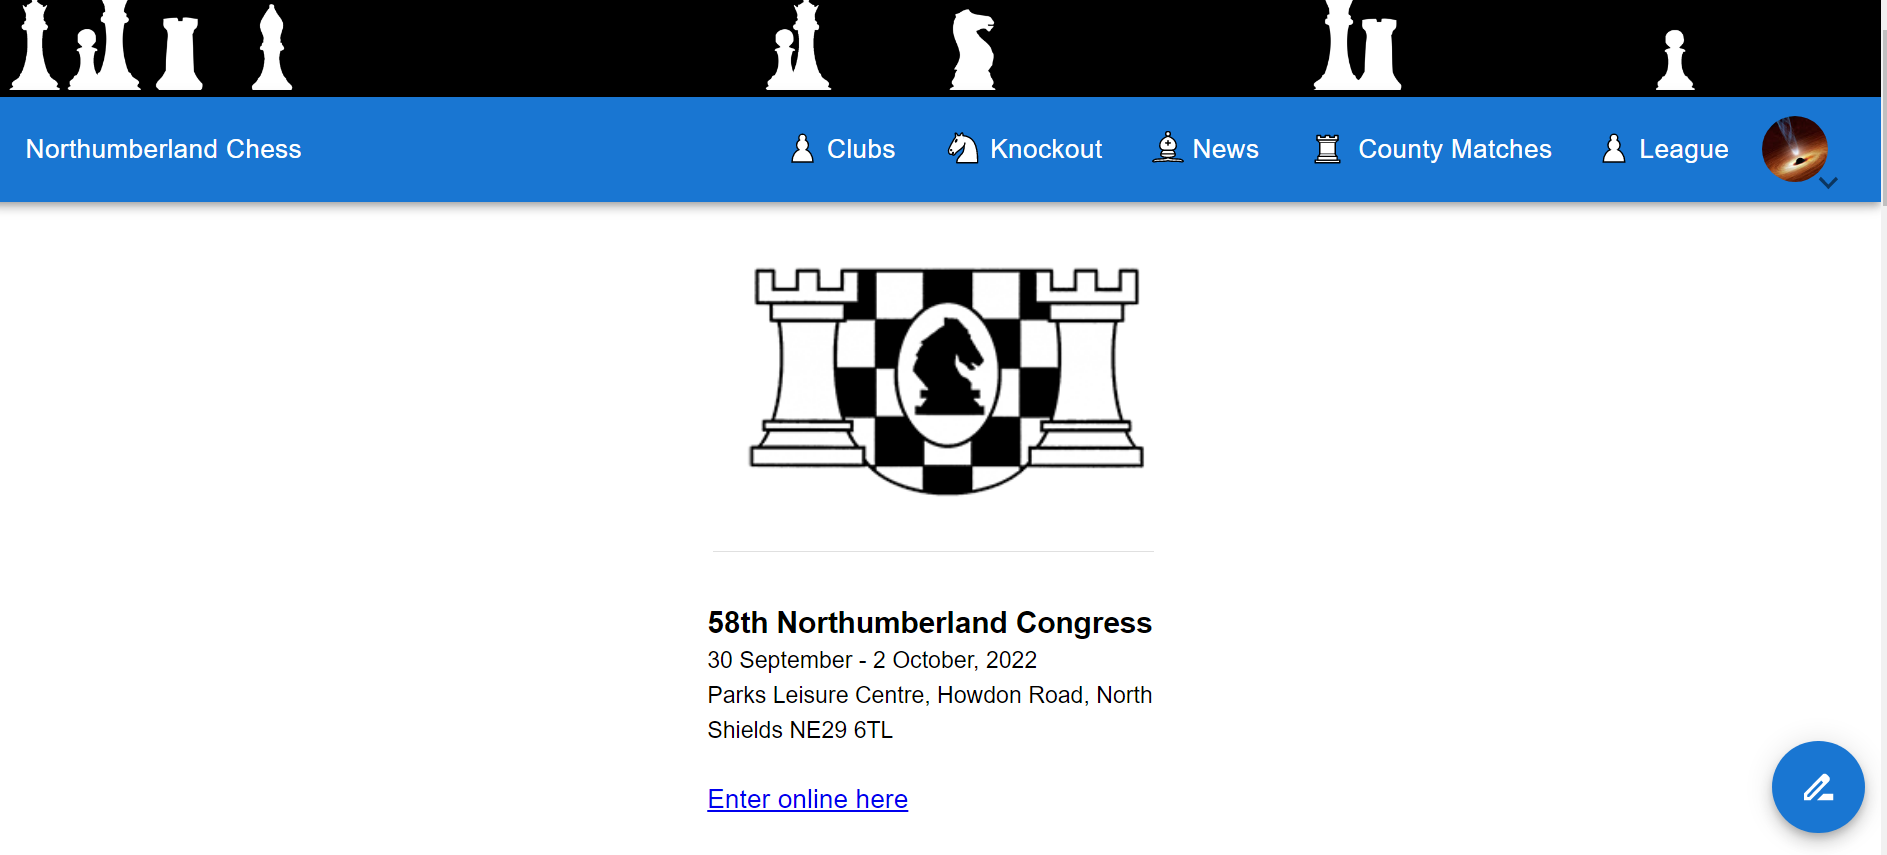 Northumberland Chess
Clubs
Knockout
News
County Matches
League
58th Northumberland Congress
30 September - 2 October, 2022
Parks Leisure Centre, Howdon Road, North
Shields NE29 6TL
Enter online here